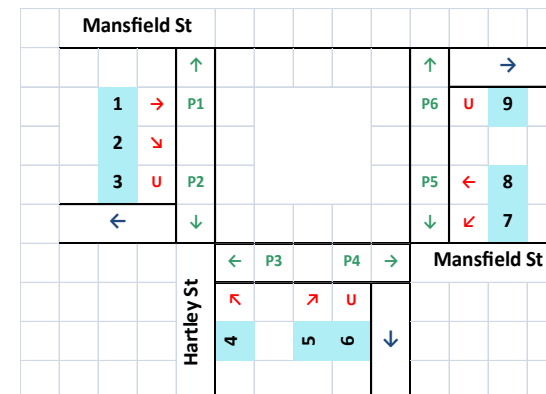 Mansfield St
↑ ↑ →
1 → P1 P6 U 9
2 ↘
3 U P2 P5 ← 8
← ↓ ↓ ↙ 7
← P3 P4 → Mansfield St
Hartley St
↖ ↗ U
4 5 6 ↓